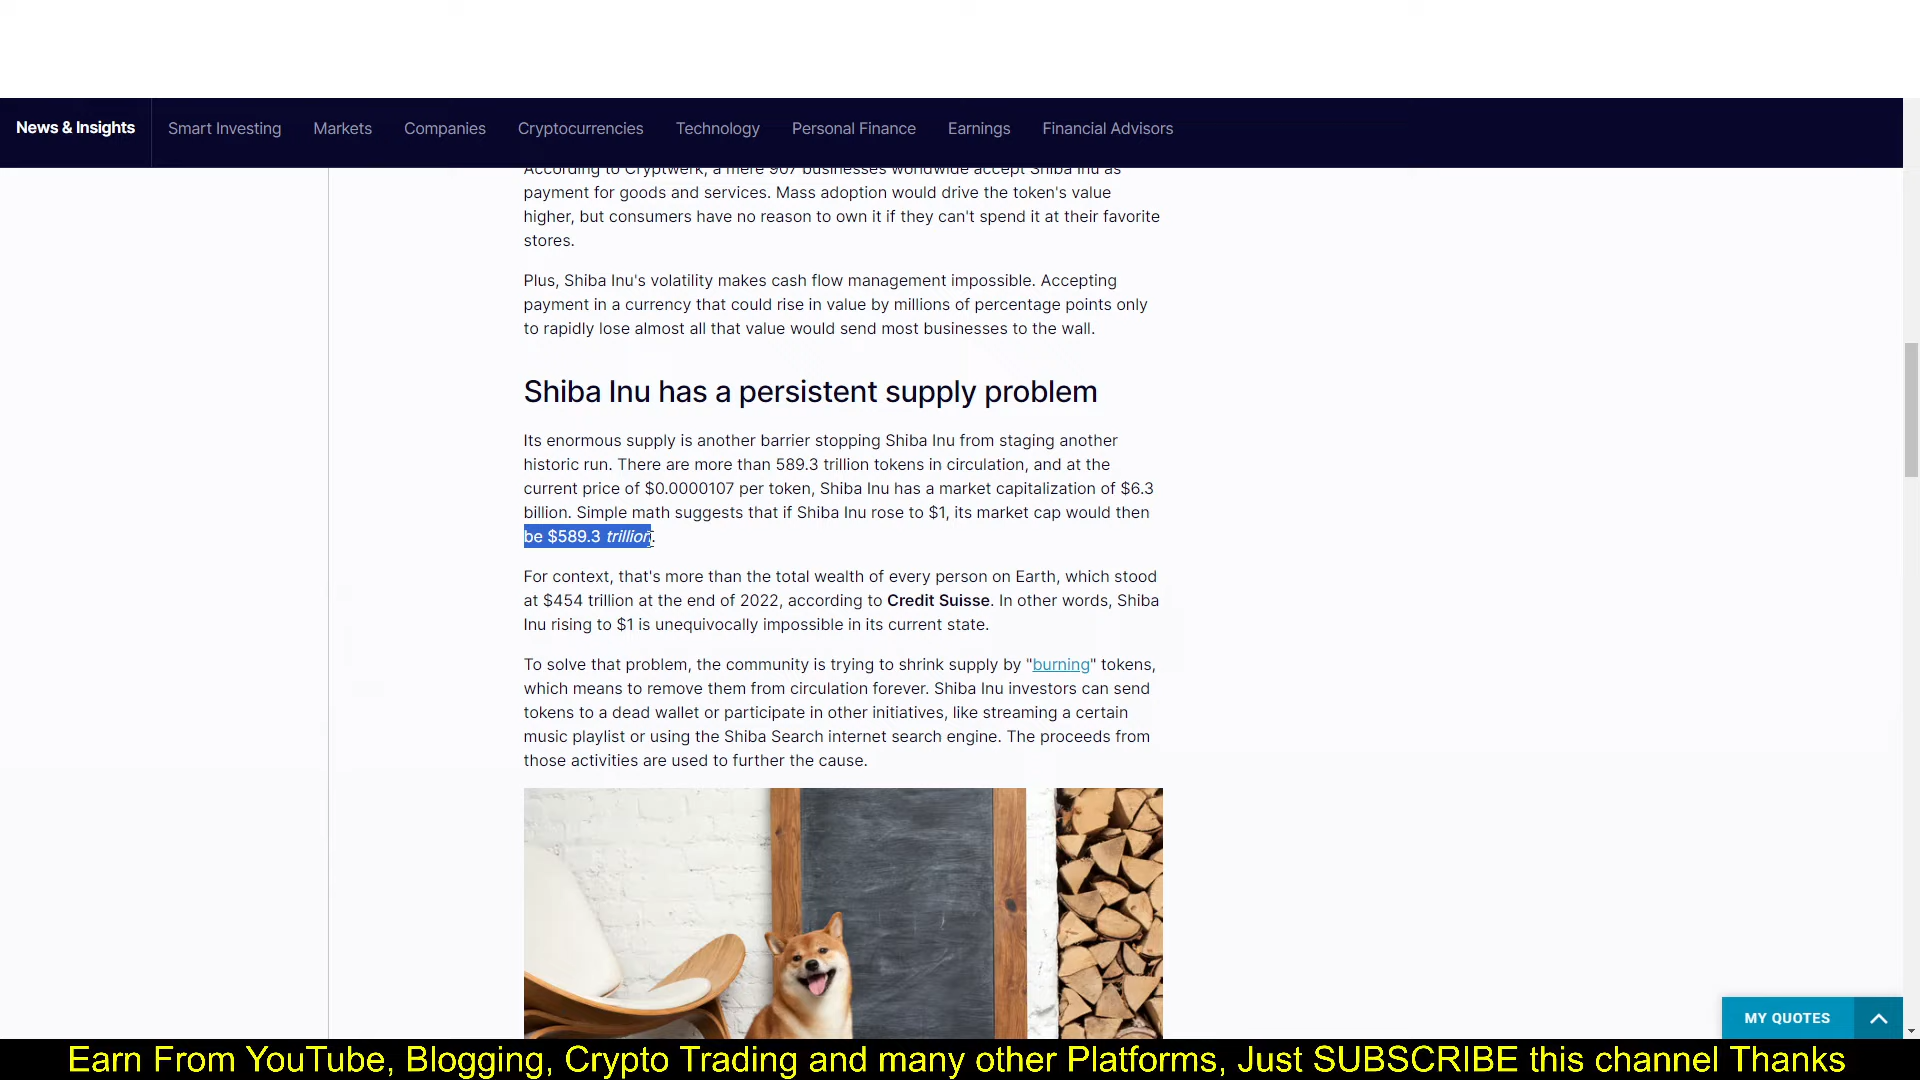 News & Insights
Smart Investing
Markets
Companies
Cryptocurrencies
Technology
Personal Finance
Earnings
Financial Advisors
According to Cryptwerk, a mere 907 businesses worldwide accept Shiba Inu as
payment for goods and services. Mass adoption would drive the token's value
higher, but consumers have no reason to own it if they can't spend it at their favorite
stores.
Plus, Shiba Inu's volatility makes cash flow management impossible. Accepting
payment in a currency that could rise in value by millions of percentage points only
to rapidly lose almost all that value would send most businesses to the wall.
Shiba Inu has a persistent supply problem
Its enormous supply is another barrier stopping Shiba Inu from staging another
historic run. There are more than 589.3 trillion tokens in circulation, and at the
current price of $0.0000107 per token, Shiba Inu has a market capitalization of $6.3
billion. Simple math suggests that if Shiba Inu rose to $1, its market cap would then
be $589.3 trillion.
For context, that's more than the total wealth of every person on Earth, which stood
at $454 trillion at the end of 2022, according to Credit Suisse. In other words, Shiba
Inu rising to $1 is unequivocally impossible in its current state.
To solve that problem, the community is trying to shrink supply by "burning" tokens,
which means to remove them from circulation forever. Shiba Inu investors can send
tokens to a dead wallet or participate in other initiatives, like streaming a certain
music playlist or using the Shiba Search internet search engine. The proceeds from
those activities are used to further the cause.
MY QUOTES
Earn From YouTube, Blogging, Crypto Trading and many other Platforms, Just SUBSCRIBE this channel Thanks